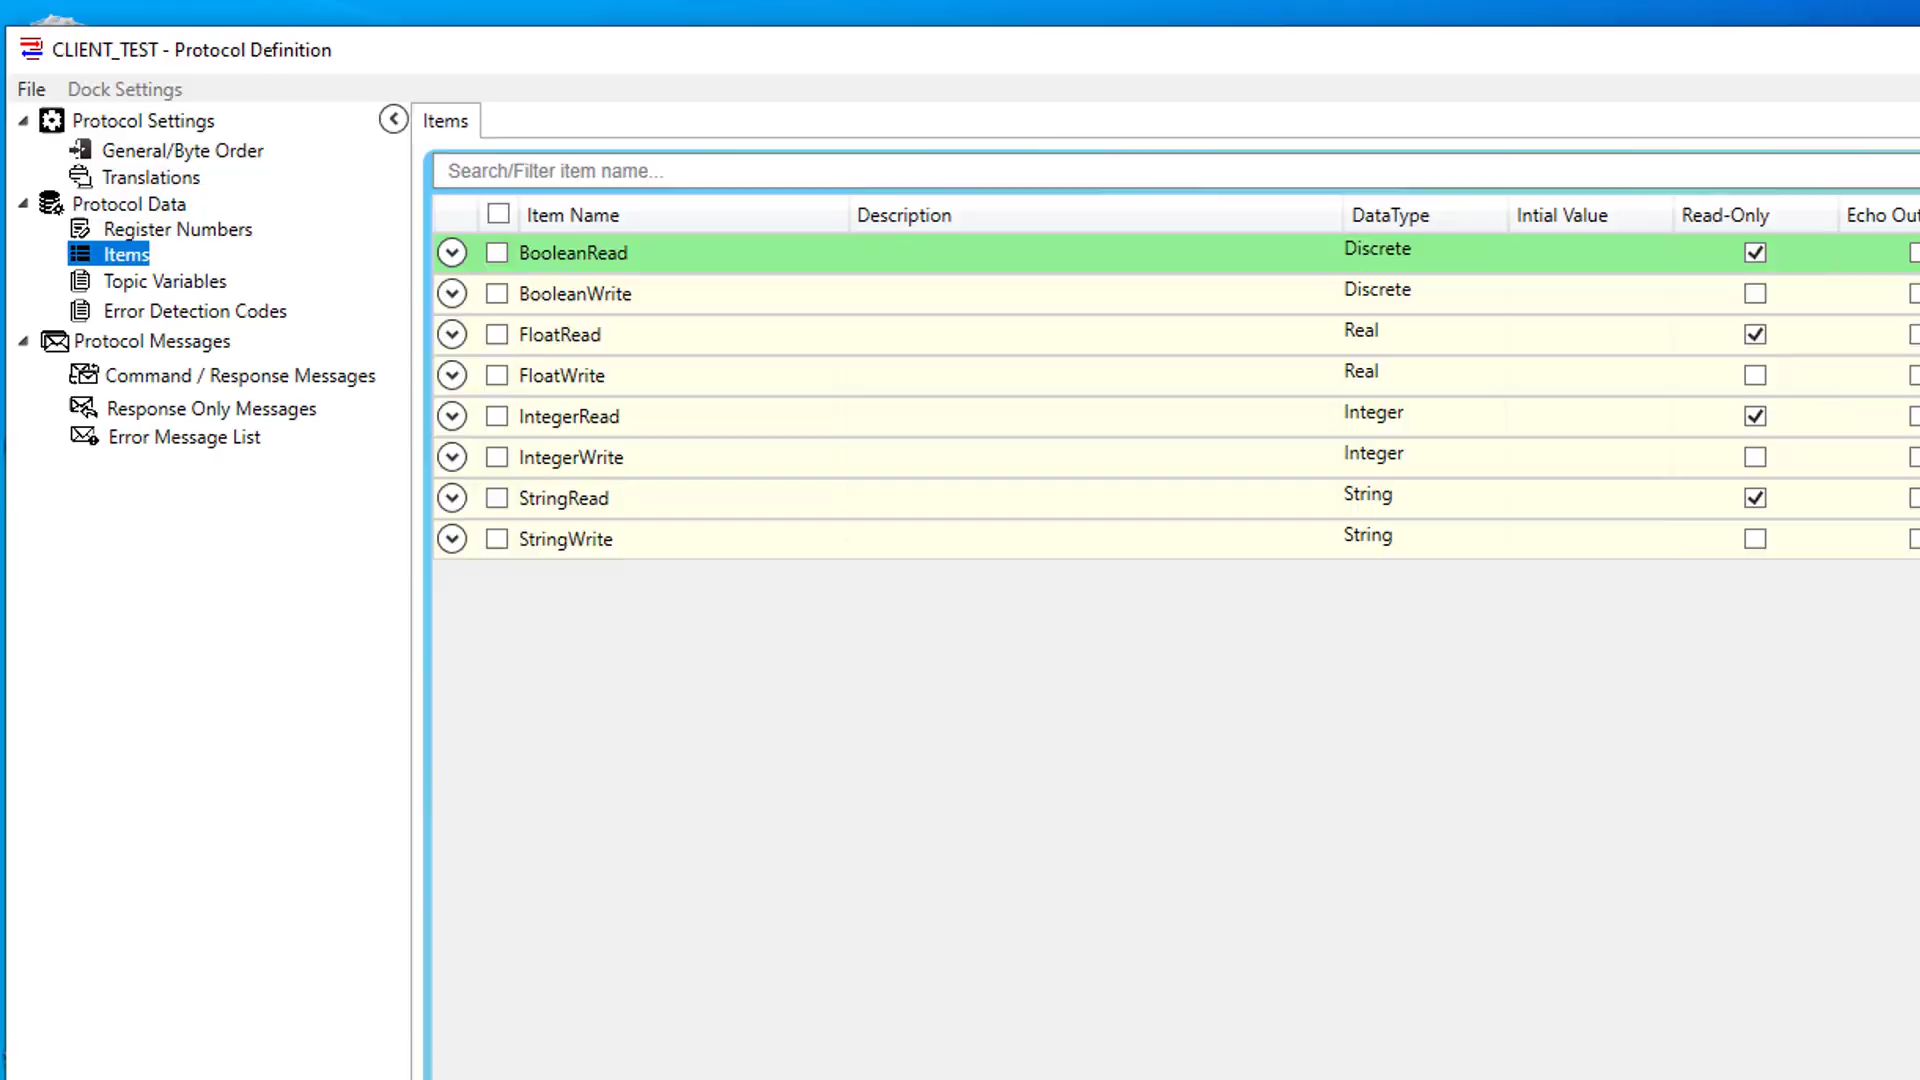 CLIENT_TEST - Protocol Definition
File Dock Settings
Protocol Settings
General/Byte Order
Translations
Protocol Data
Register Numbers
Items
Topic Variables
Error Detection Codes
Protocol Messages
Command / Response Messages
Response Only Messages
Error Message List
Items
Search/Filter item name...
Item Name Description DataType Intial Value Read-Only Echo Out
BooleanRead Discrete
BooleanWrite Discrete
FloatRead Real
FloatWrite Real
IntegerRead Integer
IntegerWrite Integer
StringRead String
StringWrite String